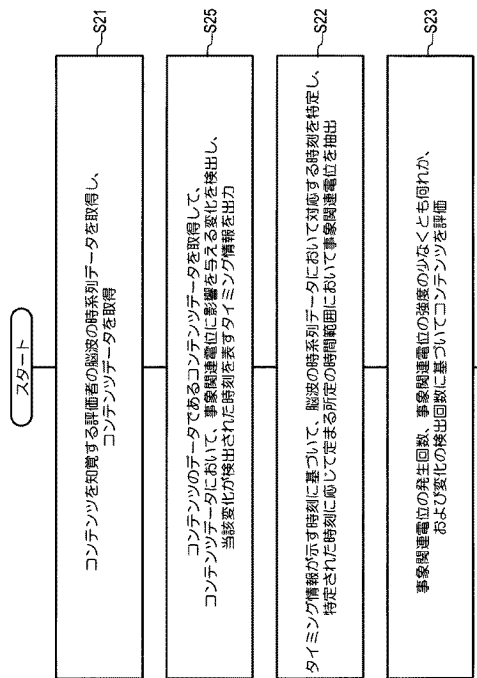 スタート
コンテンツを知覚する評価者の脳波の時系列データを取得し、
コンテンツデータを取得
S21
コンテンツのデータであるコンテンツデータを取得して、
コンテンツデータにおいて、事象関連電位に影響を与える変化を検出し、
当該変化が検出された時刻を表すタイミング情報を出力
S25
タイミング情報が示す時刻に基づいて、脳波の時系列データにおいて対応する時刻を特定し、
特定された時刻に応じて定まる所定の時間範囲において事象関連電位を抽出
S22
事象関連電位の発生回数、事象関連電位の強度の少なくとも何れか、
および変化の検出回数に基づいてコンテンツを評価
S23